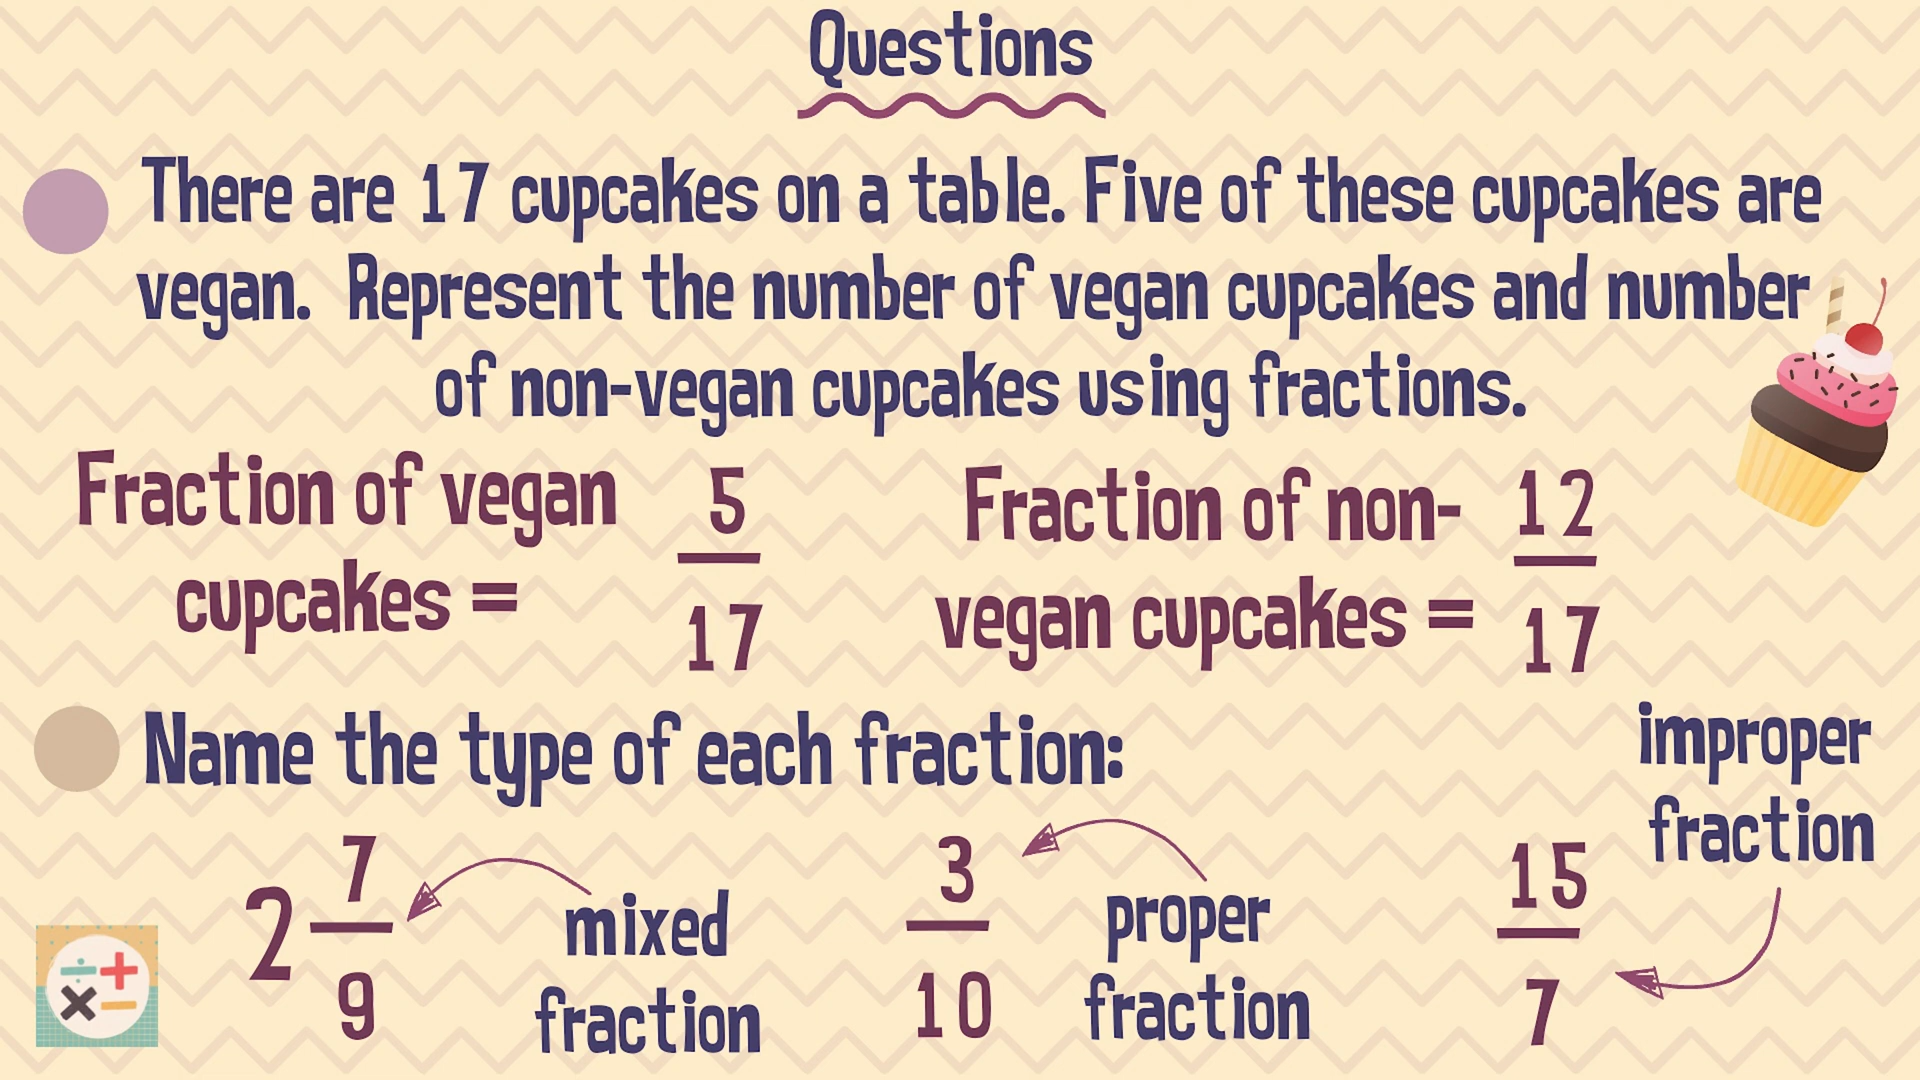 Questions
There are 17 cupcakes on a table. Five of these cupcakes are
vegan. Represent the number of vegan cupcakes and number
of non-vegan cupcakes using fractions.
Fraction of vegan
cupcakes =
5
17
Fraction of non-
vegan cupcakes =
12
17
Name the type of each fraction:
2 7
9
mixed
fraction
3
10
proper
fraction
15
7
improper
fraction